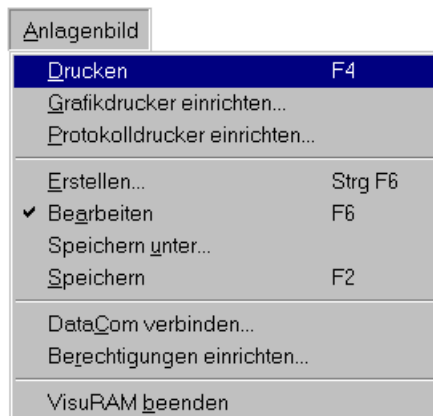 Anlagenbild
Drucken F4
Grafikdrucker einrichten...
Protokolldrucker einrichten...
Erstellen... Strg F6
Bearbeiten F6
Speichern unter...
Speichern F2
DataCom verbinden...
Berechtigungen einrichten...
VisuRAM beenden